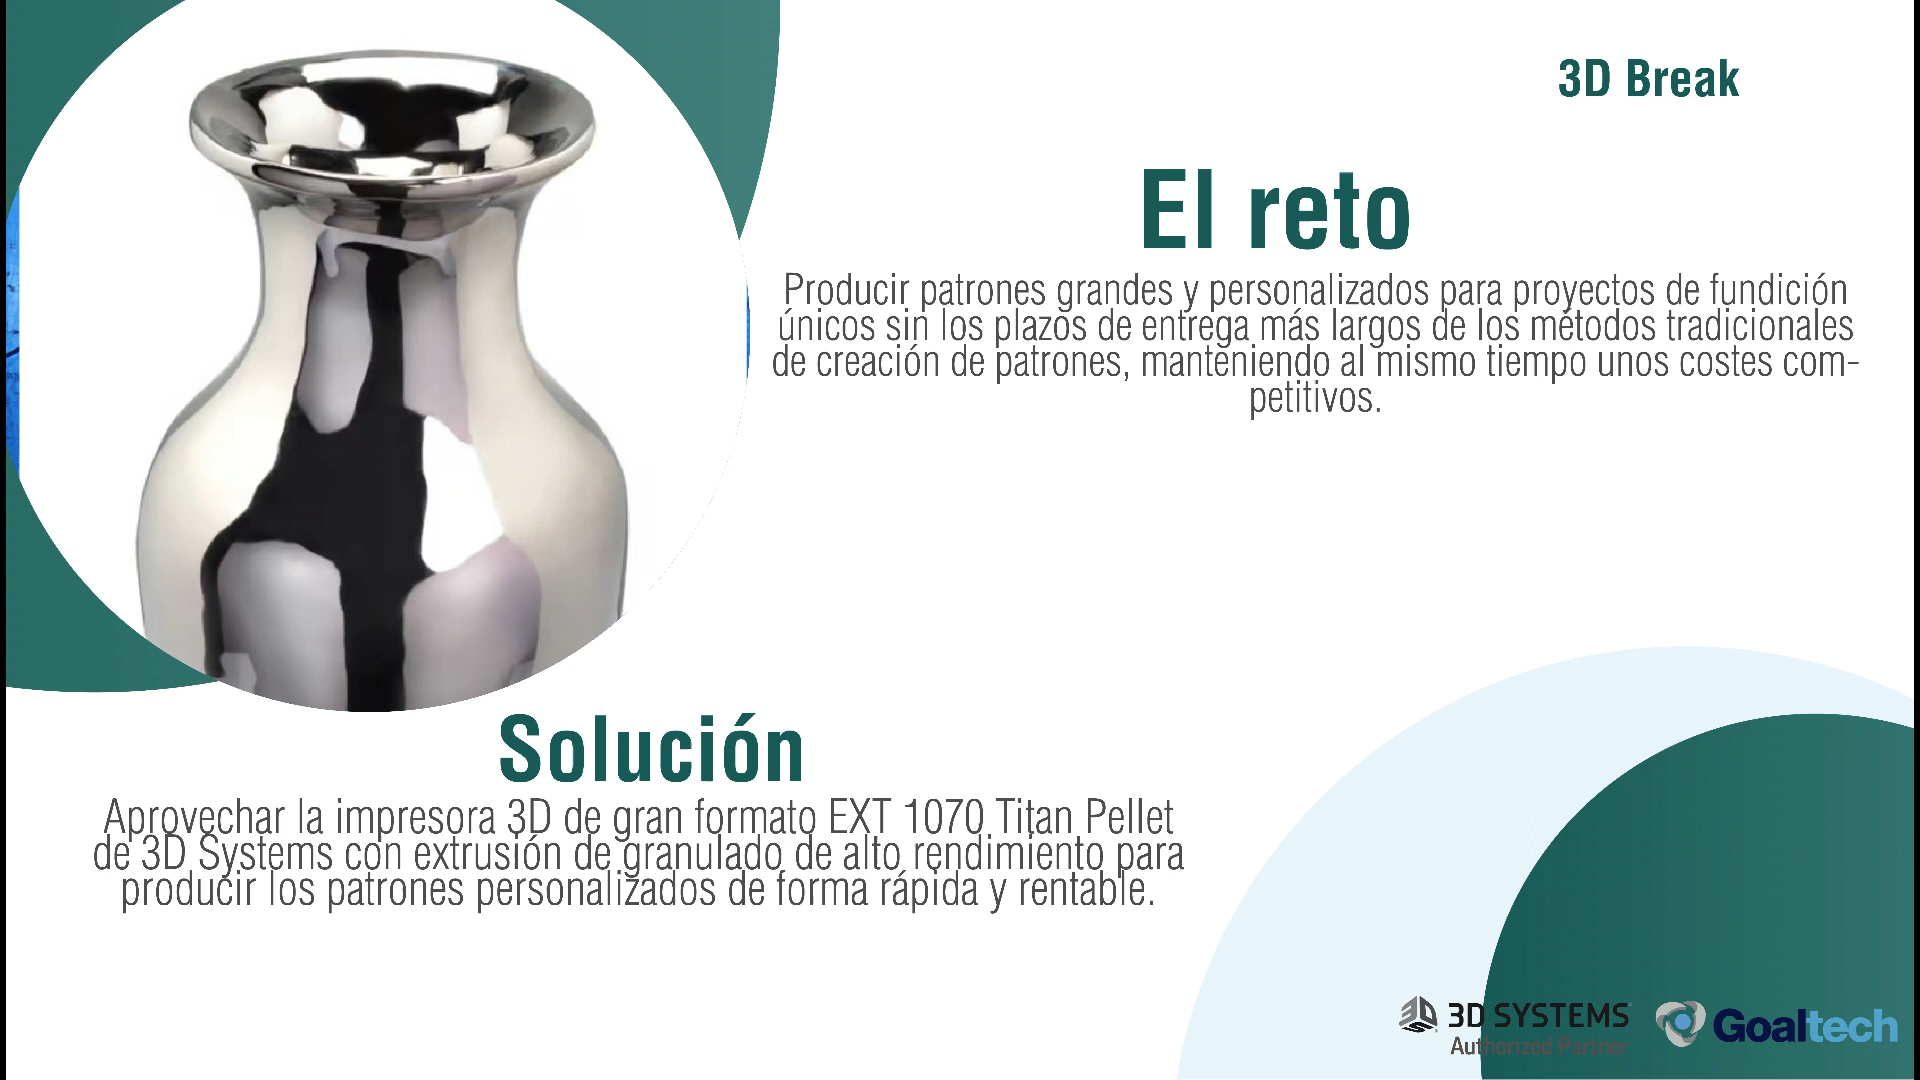 3D Break
El reto
Producir patrones grandes y personalizados para proyectos de fundición
únicos sin los plazos de entrega más largos de los métodos tradicionales
de creación de patrones, manteniendo al mismo tiempo unos costes com-
petitivos.
Solución
Aprovechar la impresora 3D de gran formato EXT 1070 Titan Pellet
de 3D Systems con extrusión de granulado de alto rendimiento para
producir los patrones personalizados de forma rápida y rentable.
3D SYSTEMS
Authorized Partner
Goaltech